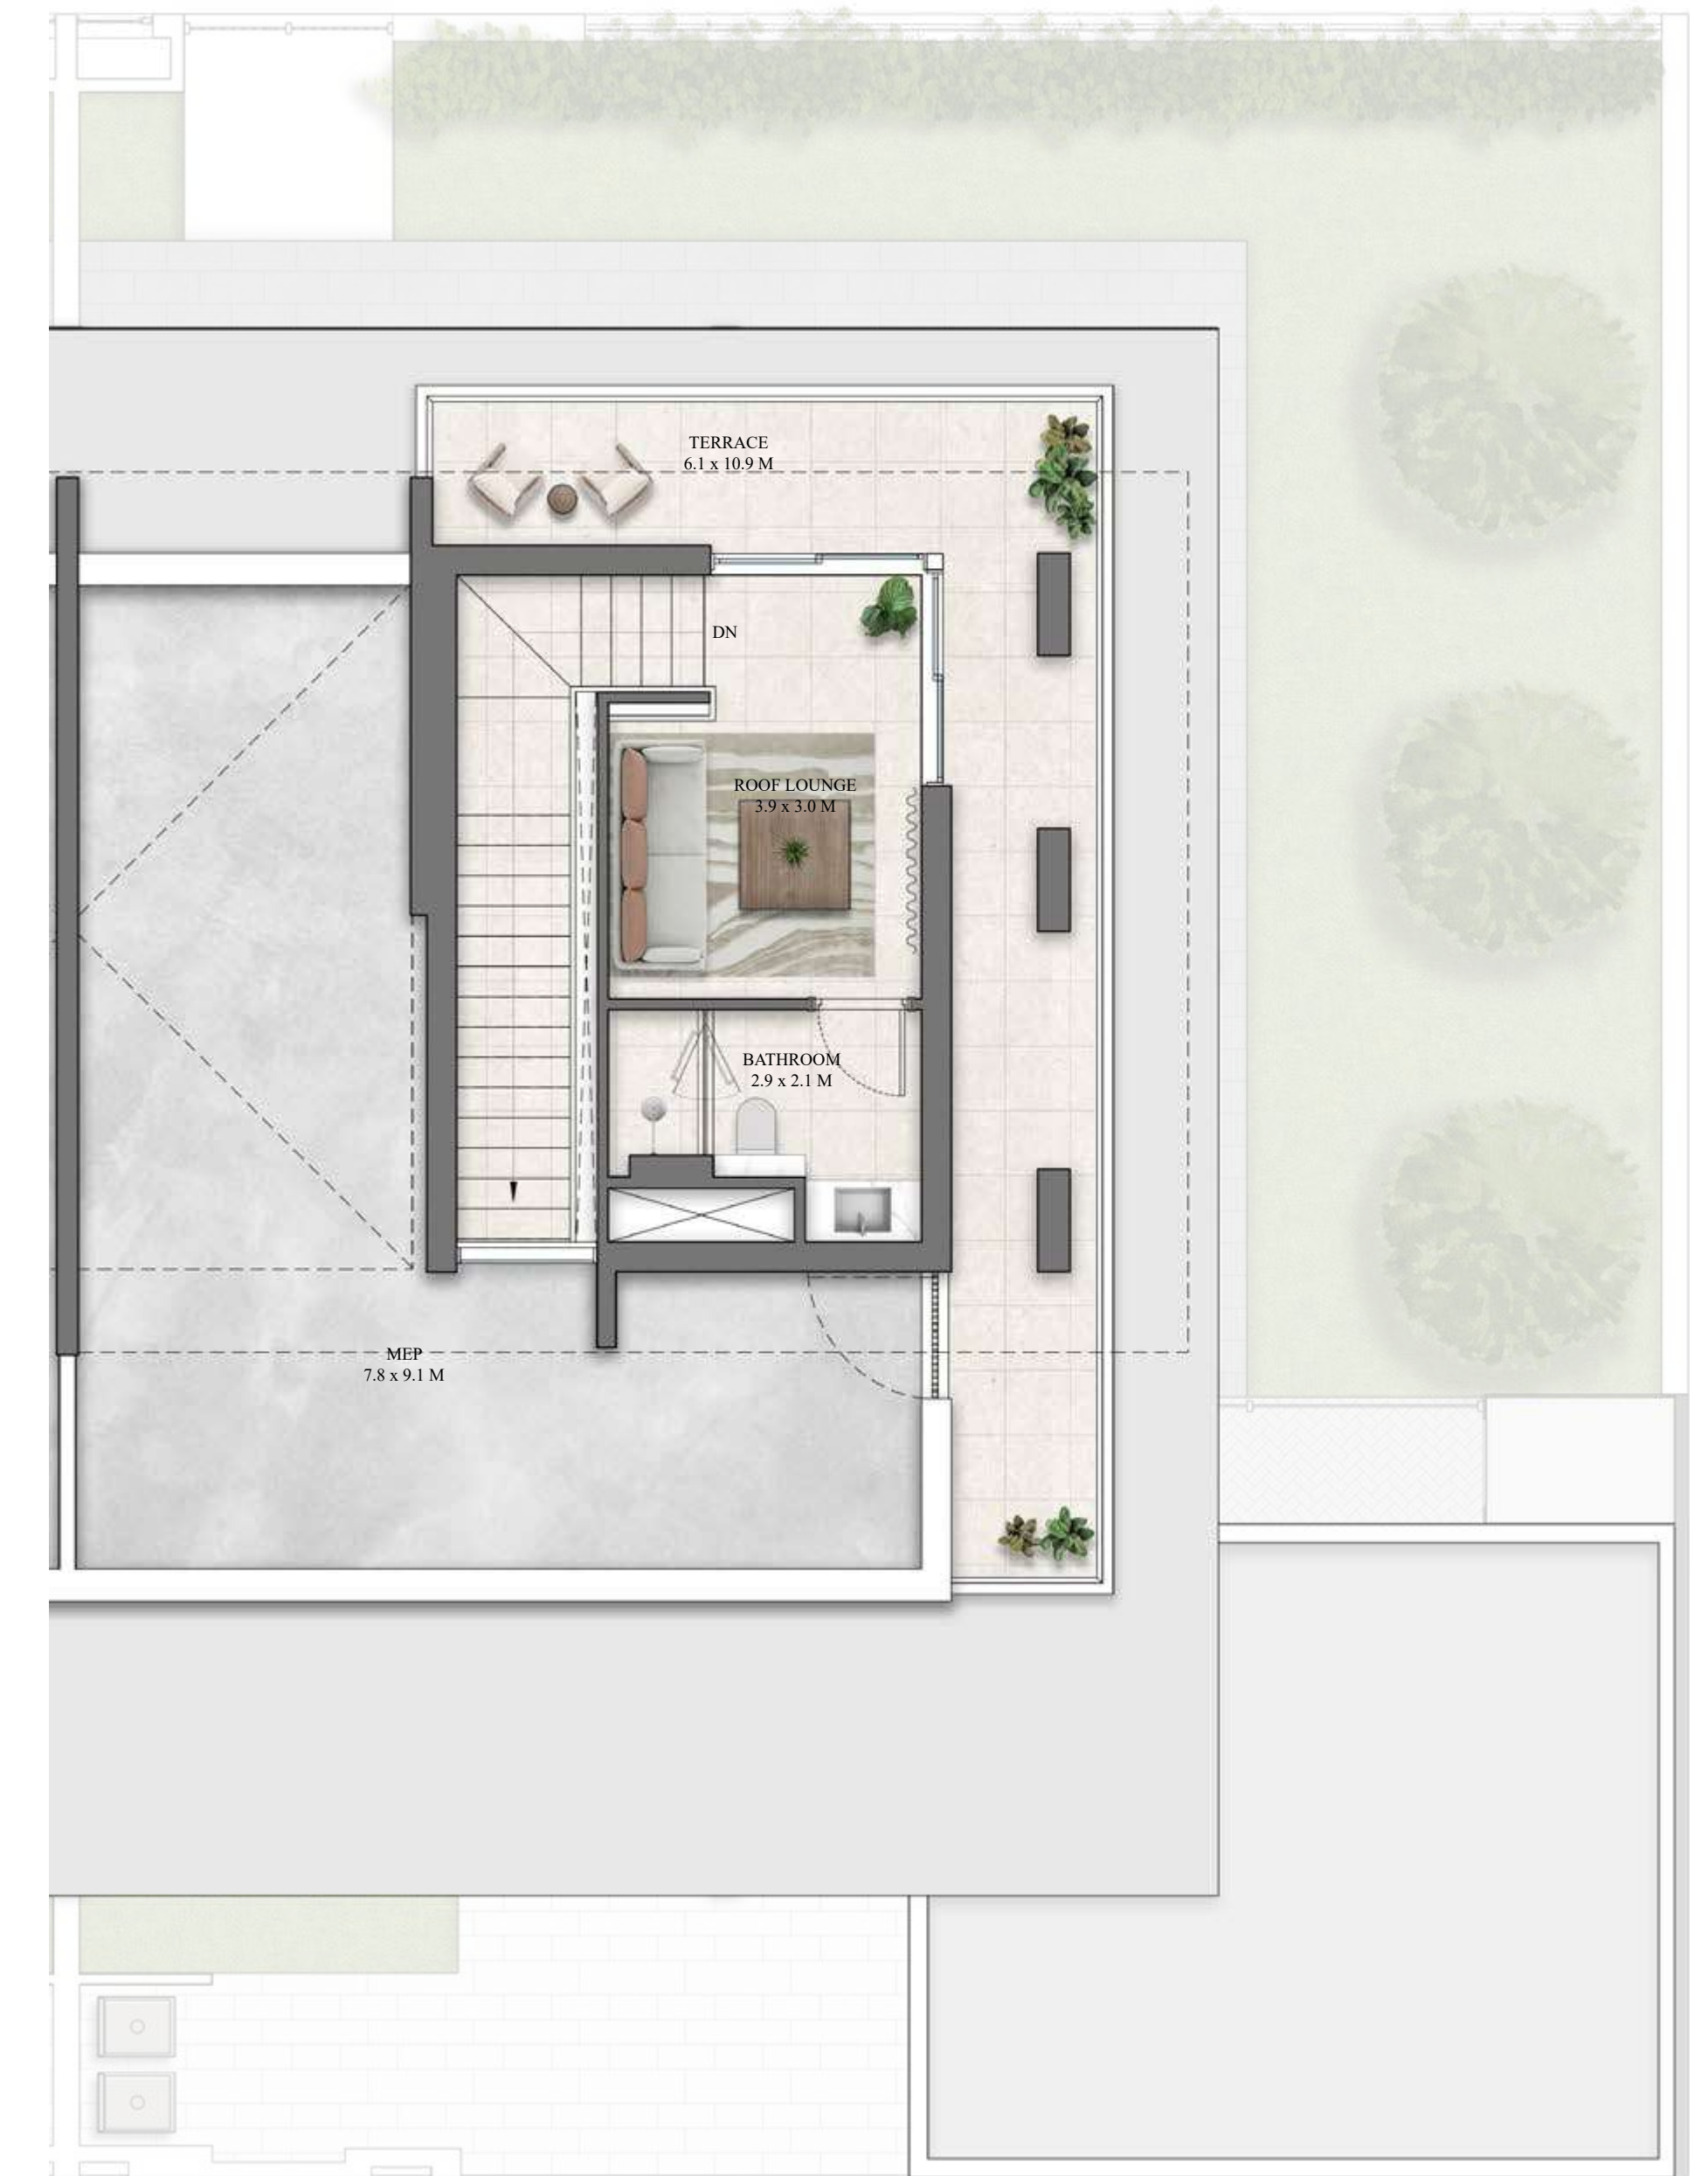 TERRACE
6.1 x 10.9 M
DN
ROOF LOUNGE
3.9 x 3.0 M
BATHROOM
2.9 x 2.1 M
MEP
7.8 x 9.1 M